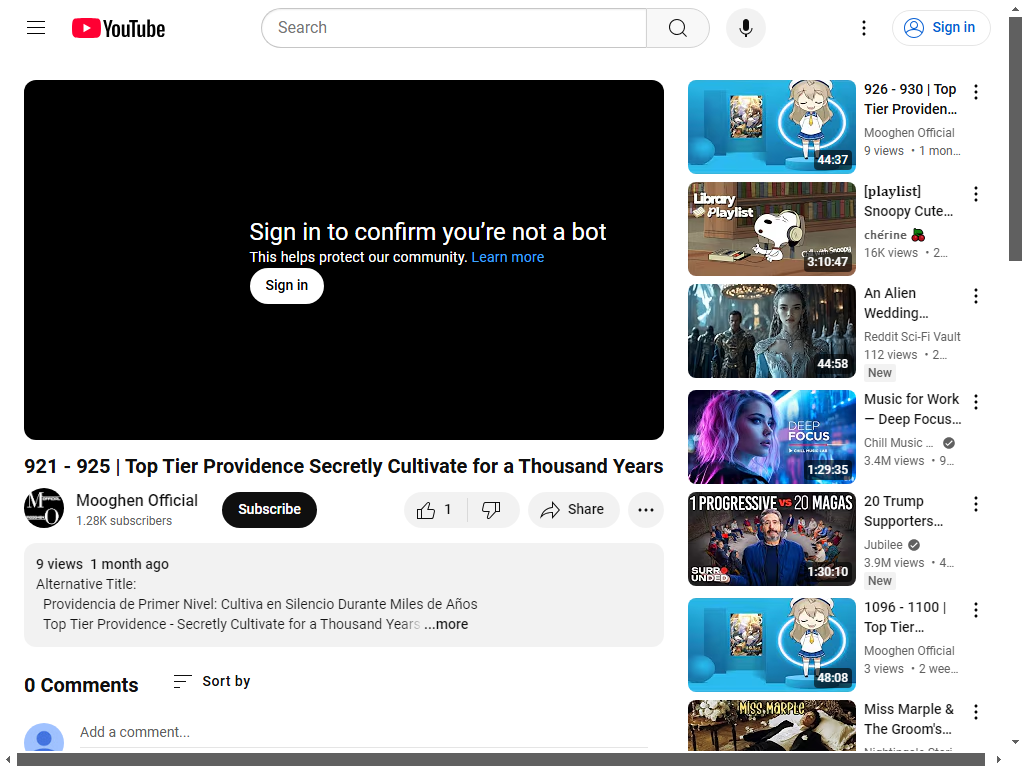 YouTube
Search
Sign in
Sign in to confirm you're not a bot
This helps protect our community. Learn more
Sign in
921 - 925 | Top Tier Providence Secretly Cultivate for a Thousand Years
Mooghen Official
1.28K subscribers
Subscribe
1
Share
9 views 1 month ago
Alternative Title:
Providencia de Primer Nivel: Cultiva en Silencio Durante Miles de Años
Top Tier Providence - Secretly Cultivate for a Thousand Years ...more
0 Comments
Sort by
Add a comment...
44:37
926 - 930 | Top
Tier Providen...
Mooghen Official
9 views • 1 mon...
Library
Playlist
3:10:47
[playlist]
Snoopy Cute...
chérine 🍒
16K views • 2...
44:58
An Alien
Wedding...
Reddit Sci-Fi Vault
112 views • 2...
New
DEEP
FOCUS
CHILL MUSIC LAB
1:29:35
Music for Work
— Deep Focus...
Chill Music ...
3.4M views • 9...
1 PROGRESSIVE VS 20 MAGAS
SURROUNDED
1:30:10
20 Trump
Supporters...
Jubilee
3.9M views • 4...
New
48:08
1096 - 1100 |
Top Tier...
Mooghen Official
3 views • 2 wee...
MISS MARPLE
Miss Marple &
The Groom's...